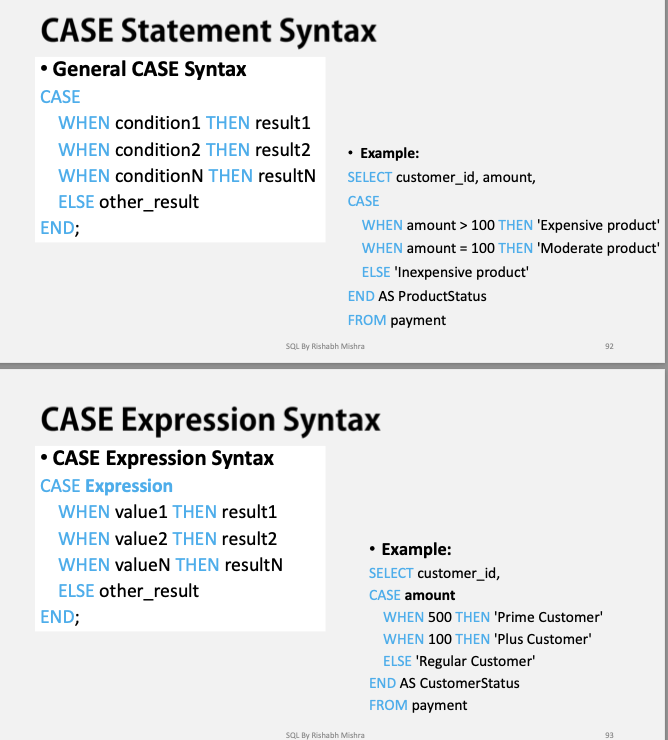 CASE Statement Syntax
• General CASE Syntax
CASE
WHEN condition1 THEN result1
WHEN condition2 THEN result2
WHEN conditionN THEN resultN
ELSE other_result
END;
• Example:
SELECT customer_id, amount,
CASE
WHEN amount > 100 THEN 'Expensive product'
WHEN amount = 100 THEN 'Moderate product'
ELSE 'Inexpensive product'
END AS ProductStatus
FROM payment
SQL By Rishabh Mishra
92
CASE Expression Syntax
• CASE Expression Syntax
CASE Expression
WHEN value1 THEN result1
WHEN value2 THEN result2
WHEN valueN THEN resultN
ELSE other_result
END;
• Example:
SELECT customer_id,
CASE amount
WHEN 500 THEN 'Prime Customer'
WHEN 100 THEN 'Plus Customer'
ELSE 'Regular Customer'
END AS CustomerStatus
FROM payment
SQL By Rishabh Mishra
93